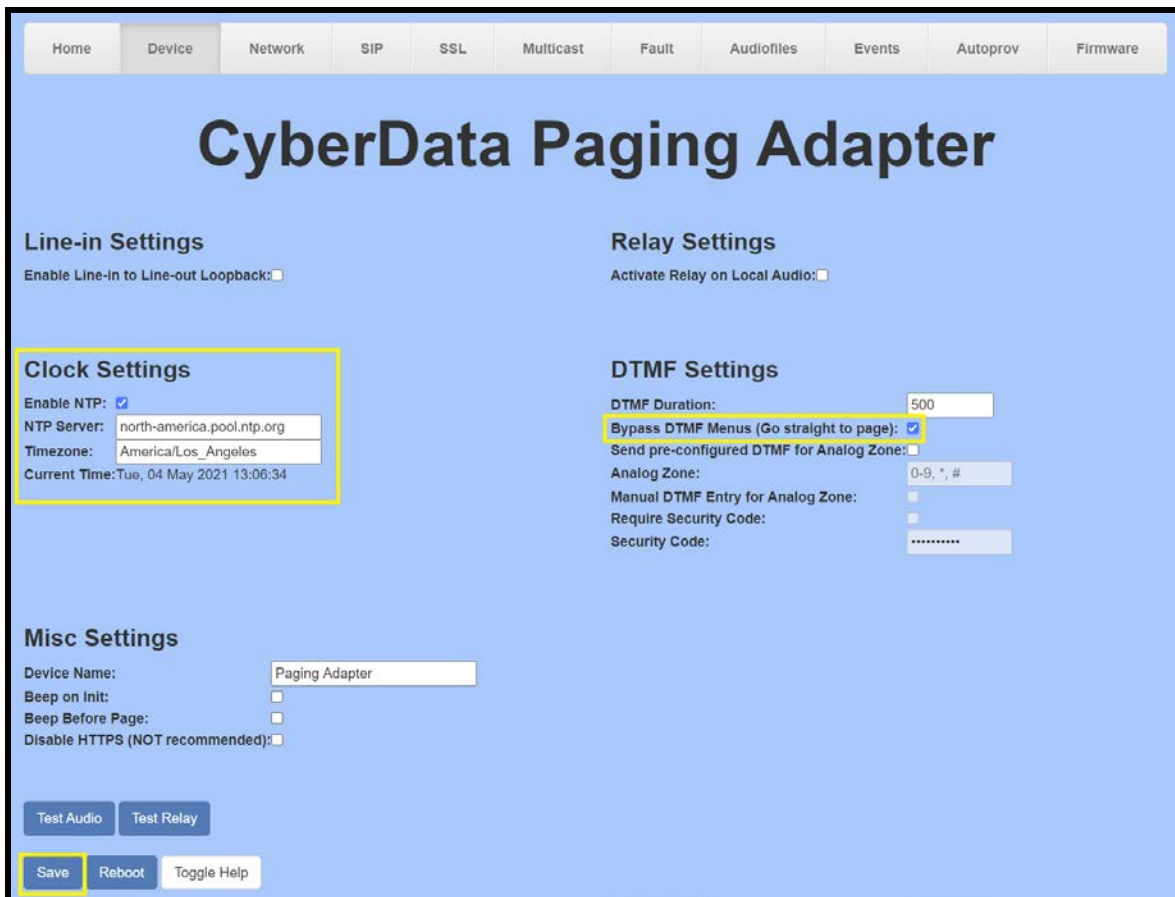 Home Device Network SIP SSL Multicast Fault Audiofiles Events Autoprov Firmware
CyberData Paging Adapter
Line-in Settings
Enable Line-in to Line-out Loopback:
Relay Settings
Activate Relay on Local Audio:
Clock Settings
Enable NTP:
NTP Server: north-america.pool.ntp.org
Timezone: America/Los_Angeles
Current Time:Tue, 04 May 2021 13:06:34
DTMF Settings
DTMF Duration: 500
Bypass DTMF Menus (Go straight to page):
Send pre-configured DTMF for Analog Zone:
Analog Zone: 0-9, *, #
Manual DTMF Entry for Analog Zone:
Require Security Code:
Security Code: ••••••••••
Misc Settings
Device Name: Paging Adapter
Beep on Init:
Beep Before Page:
Disable HTTPS (NOT recommended):
Test Audio Test Relay
Save Reboot Toggle Help